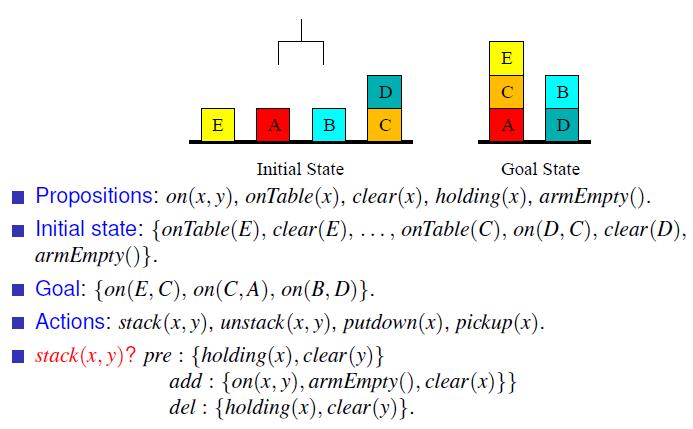 E
D
C
B
E A B C A D
Initial State Goal State
Propositions: on(x, y), onTable(x), clear(x), holding(x), armEmpty().
Initial state: {onTable(E), clear(E), . . . , onTable(C), on(D, C), clear(D),
armEmpty()}.
Goal: {on(E, C), on(C, A), on(B, D)}.
Actions: stack(x, y), unstack(x, y), putdown(x), pickup(x).
stack(x, y)? pre : {holding(x), clear(y)}
add : {on(x, y), armEmpty(), clear(x)}}
del : {holding(x), clear(y)}.